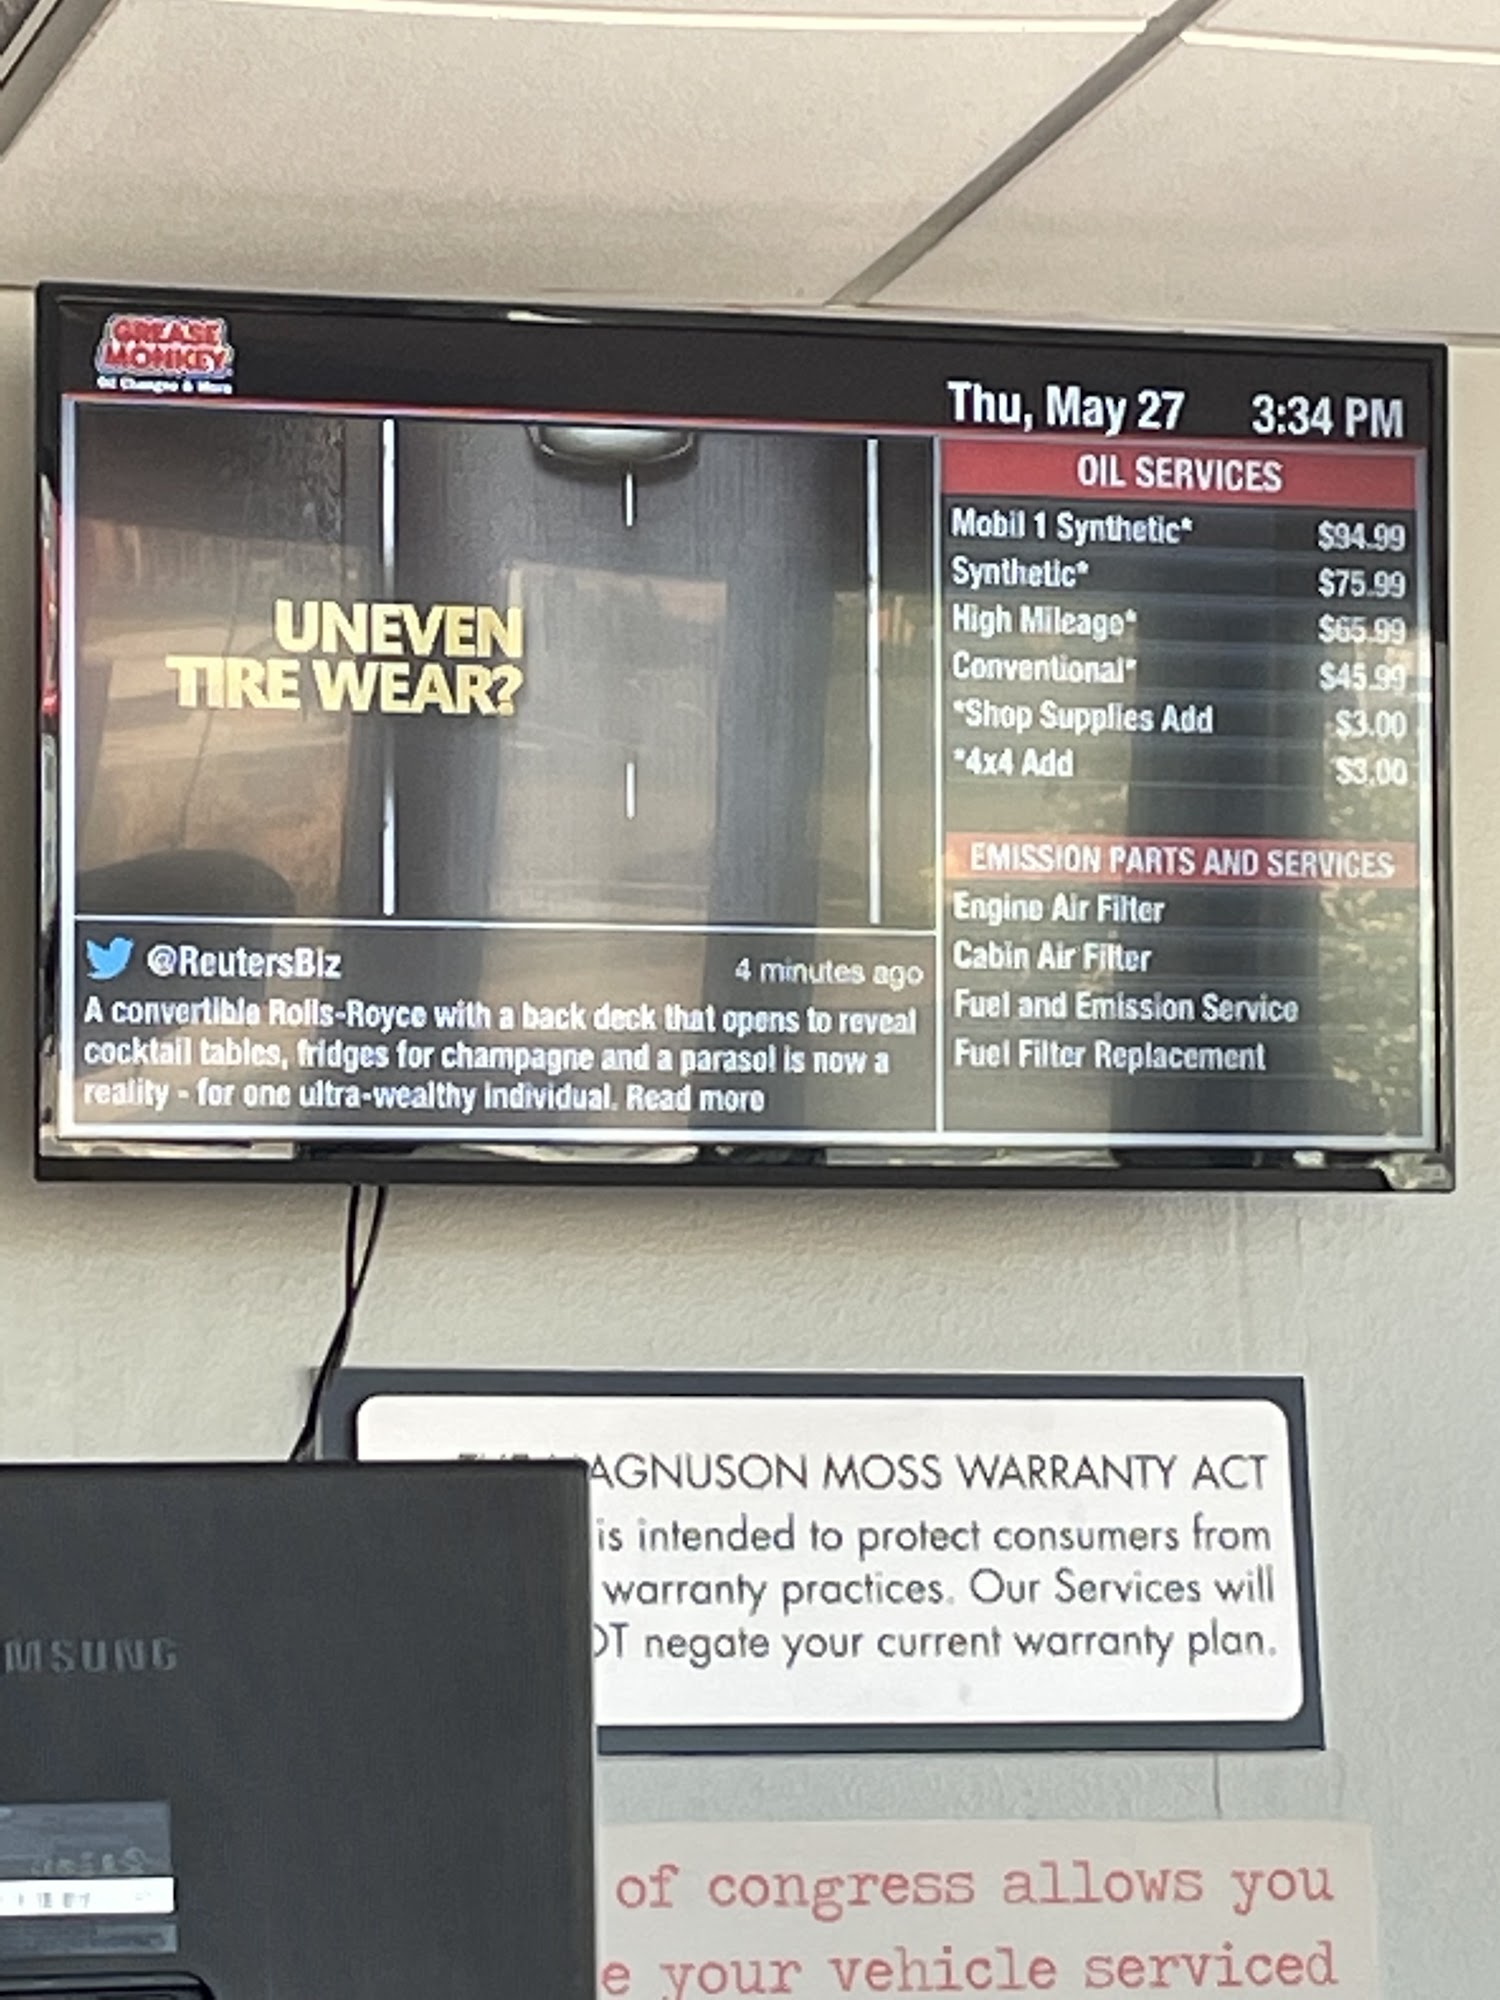 GREASE
MONKEY
Oil Changes & More
Thu, May 27 3:34 PM
UNEVEN
TIRE WEAR?
@ReutersBiz 4 minutes ago
A convertible Rolls-Royce with a back deck that opens to reveal
cocktail tables, fridges for champagne and a parasol is now a
reality - for one ultra-wealthy individual. Read more
OIL SERVICES
Mobil 1 Synthetic* $94.99
Synthetic* $75.99
High Mileage* $65.99
Conventional* $45.99
*Shop Supplies Add $3.00
*4x4 Add $3.00
EMISSION PARTS AND SERVICES
Engine Air Filter
Cabin Air Filter
Fuel and Emission Service
Fuel Filter Replacement
AGNUSON MOSS WARRANTY ACT
is intended to protect consumers from
warranty practices. Our Services will
OT negate your current warranty plan.
MSUNG
of congress allows you
e your vehicle serviced